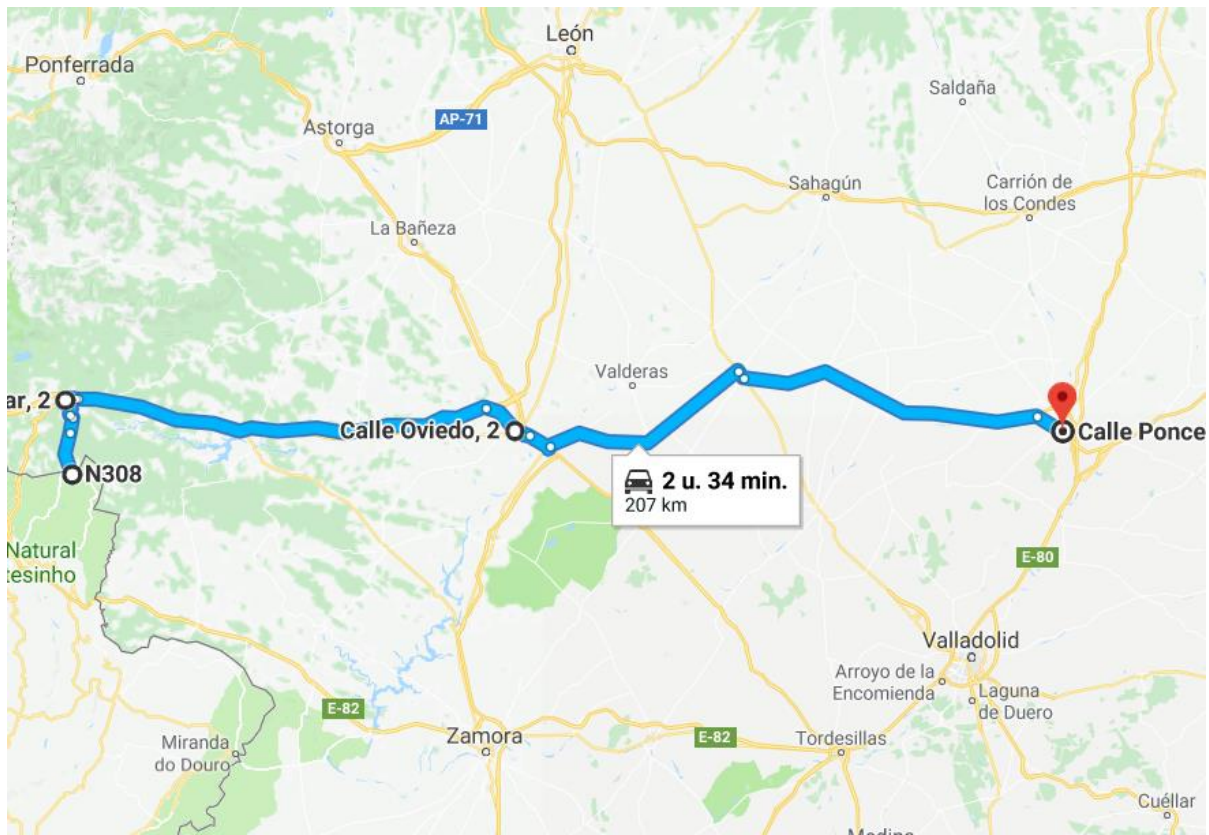 León
Ponferrada
Saldaña
AP-71
Astorga
Sahagún
Carrión de
los Condes
La Bañeza
Valderas
ar, 2
Calle Oviedo, 2
Calle Ponce
N308
2 u. 34 min.
207 km
Natural
tesinho
E-80
Valladolid
Arroyo de la
Encomienda
Laguna
de Duero
E-82
Zamora
E-82
Tordesillas
Miranda
do Douro
Cuéllar
Medina